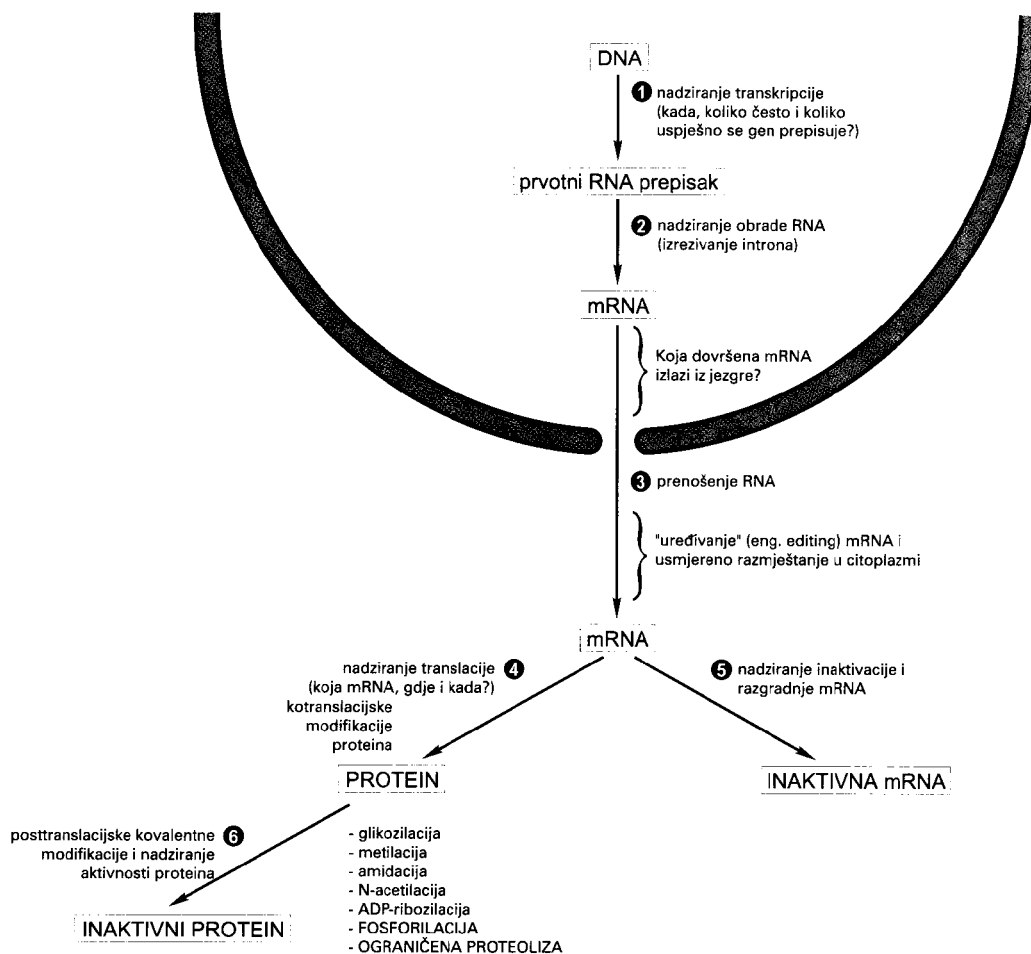 DNA
1 nadziranje transkripcije
(kada, koliko često i koliko
uspješno se gen prepisuje?)
prvotni RNA prepisak
2 nadziranje obrade RNA
(izrezivanje introna)
mRNA
Koja dovršena mRNA
izlazi iz jezgre?
3 prenošenje RNA
"uređivanje" (eng. editing) mRNA i
usmjereno razmještanje u citoplazmi
mRNA
nadziranje translacije 4
(koja mRNA, gdje i kada?)
kotranslacijske
modifikacije
proteina
5 nadziranje inaktivacije i
razgradnje mRNA
PROTEIN
INAKTIVNA mRNA
posttranslacijske kovalentne 6
modifikacije i nadziranje
aktivnosti proteina
- glikozilacija
- metilacija
- amidacija
- N-acetilacija
- ADP-ribozilacija
- FOSFORILACIJA
- OGRANIČENA PROTEOLIZA
INAKTIVNI PROTEIN